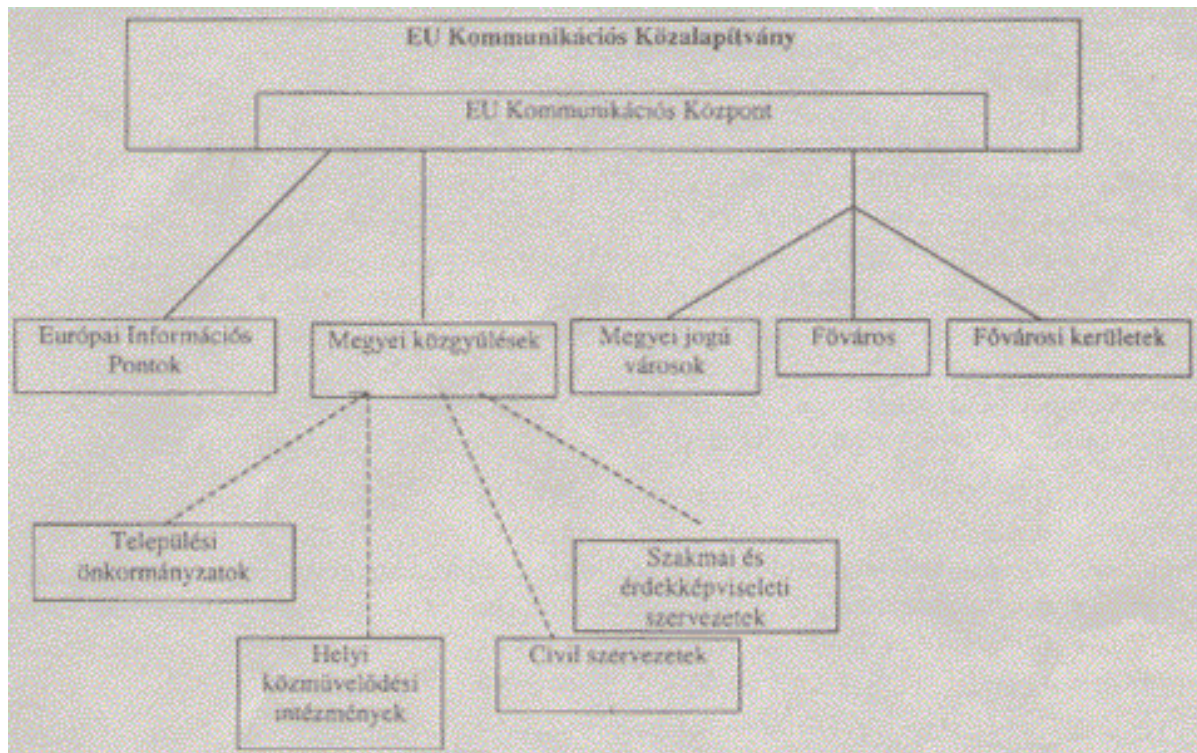 EU Kommunikációs Közalapítvány
EU Kommunikációs Központ
Európai Információs
Pontok
Megyei közgyűlések
Megyei jogú
városok
Főváros
Fővárosi kerületek
Települési
önkormányzatok
Szakmai és
érdekképviseleti
szervezetek
Helyi
közművelődési
intézmények
Civil szervezetek